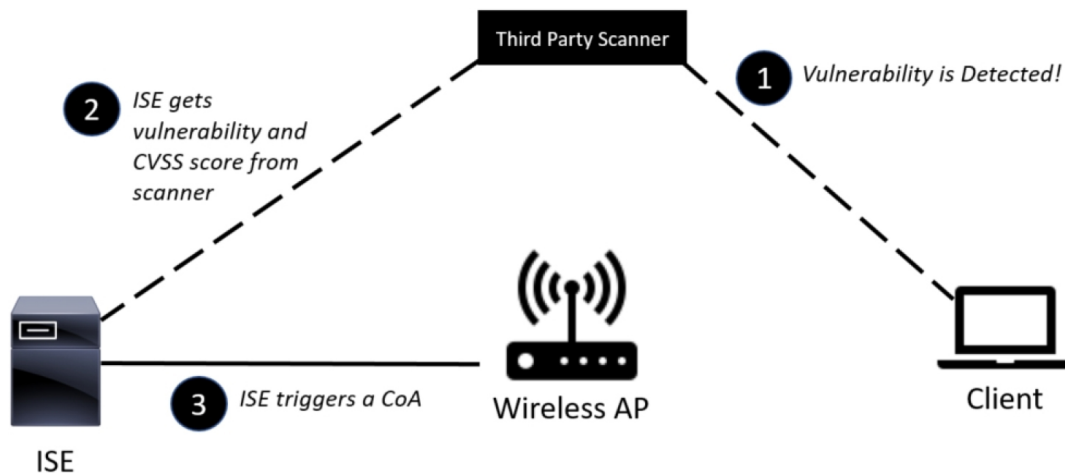 Third Party Scanner
1
Vulnerability is Detected!
2
ISE gets
vulnerability and
CVSS score from
scanner
3
ISE triggers a CoA
Wireless AP
Client
ISE